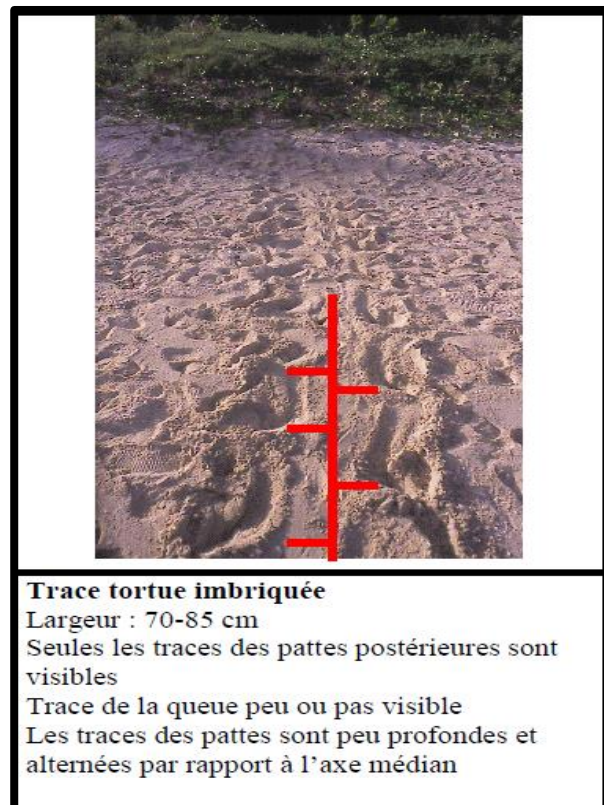 Trace tortue imbriquée
Largeur : 70-85 cm
Seules les traces des pattes postérieures sont
visibles
Trace de la queue peu ou pas visible
Les traces des pattes sont peu profondes et
alternées par rapport à l'axe médian